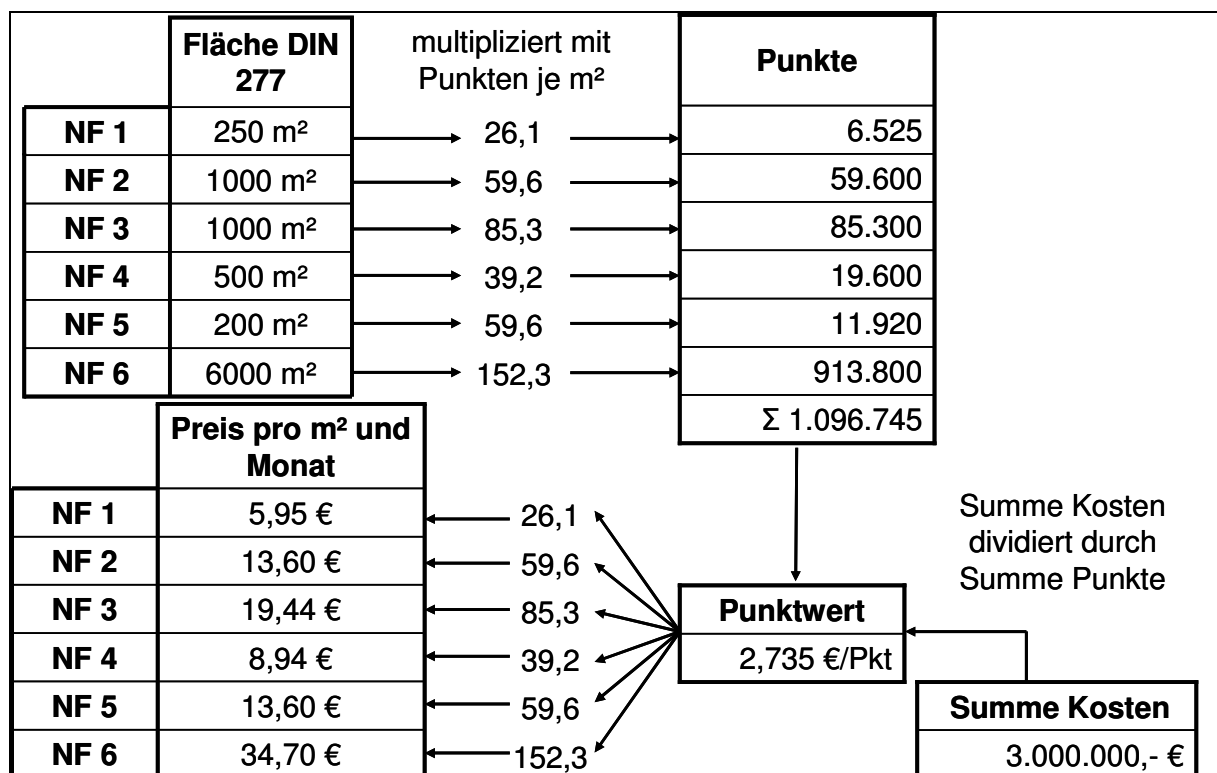 Fläche DIN
277
multipliziert mit
Punkten je m²
Punkte
NF 1 250 m² 26,1 6.525
NF 2 1000 m² 59,6 59.600
NF 3 1000 m² 85,3 85.300
NF 4 500 m² 39,2 19.600
NF 5 200 m² 59,6 11.920
NF 6 6000 m² 152,3 913.800
Σ 1.096.745
Preis pro m² und
Monat
NF 1 5,95 € 26,1
NF 2 13,60 € 59,6
NF 3 19,44 € 85,3
NF 4 8,94 € 39,2
NF 5 13,60 € 59,6
NF 6 34,70 € 152,3
Summe Kosten
dividiert durch
Summe Punkte
Punktwert
2,735 €/Pkt
Summe Kosten
3.000.000,- €